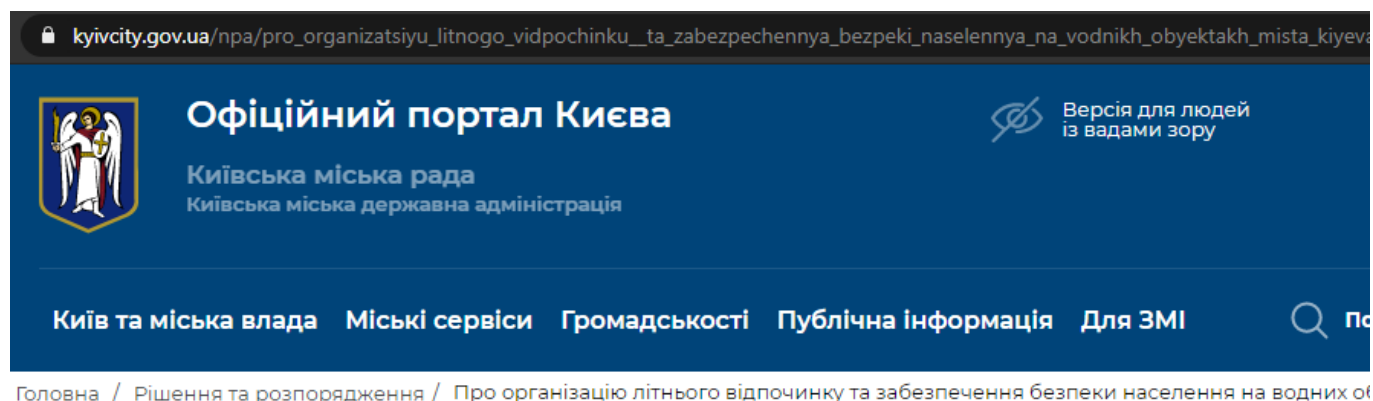 kyivcity.gov.ua/npa/pro_organizatsiyu_litnogo_vidpochinku__ta_zabezpechennya_bezpeki_naselennya_na_vodnikh_obyektakh_mista_kiyeva
Офіційний портал Києва
Київська міська рада
Київська міська державна адміністрація
Версія для людей
із вадами зору
Київ та міська влада Міські сервіси Громадськості Публічна інформація Для ЗМІ
Головна / Рішення та розпорядження / Про організацію літнього відпочинку та забезпечення безпеки населення на водних